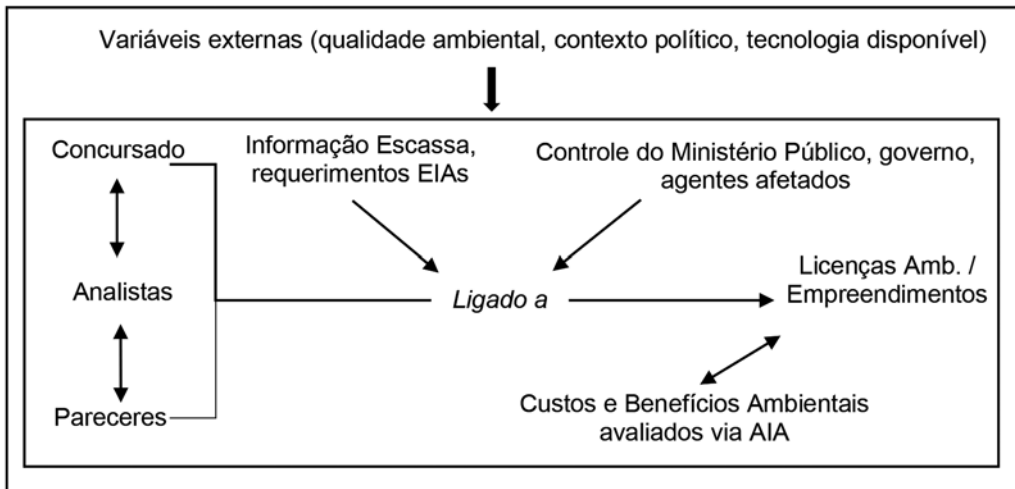 Variáveis externas (qualidade ambiental, contexto político, tecnologia disponível)
Concursado
Informação Escassa,
requerimentos EIAs
Controle do Ministério Público, governo,
agentes afetados
Analistas
Ligado a
Licenças Amb. /
Empreendimentos
Pareceres
Custos e Benefícios Ambientais
avaliados via AIA